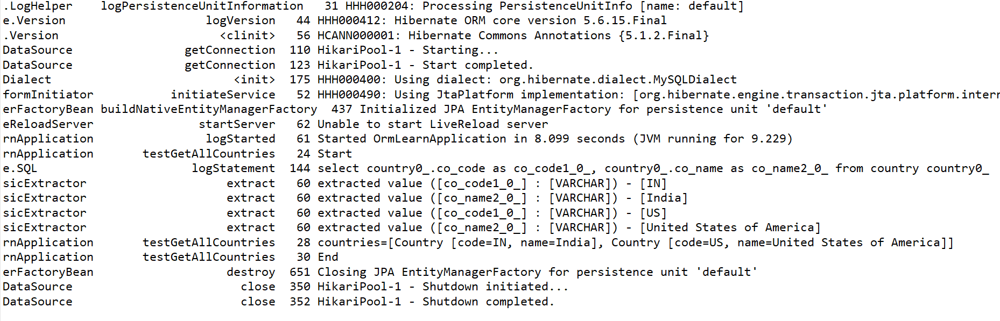 .LogHelper logPersistenceUnitInformation 31 HHH000204: Processing PersistenceUnitInfo [name: default]
e.Version logVersion 44 HHH000412: Hibernate ORM core version 5.6.15.Final
.Version <clinit> 56 HCANN000001: Hibernate Commons Annotations {5.1.2.Final}
DataSource getConnection 110 HikariPool-1 - Starting...
DataSource getConnection 123 HikariPool-1 - Start completed.
Dialect <init> 175 HHH000400: Using dialect: org.hibernate.dialect.MySQLDialect
formInitiator initiateService 52 HHH000490: Using JtaPlatform implementation: [org.hibernate.engine.transaction.jta.platform.intern
erFactoryBean buildNativeEntityManagerFactory 437 Initialized JPA EntityManagerFactory for persistence unit 'default'
eReloadServer startServer 62 Unable to start LiveReload server
rnApplication logStarted 61 Started OrmLearnApplication in 8.099 seconds (JVM running for 9.229)
rnApplication testGetAllCountries 24 Start
e.SQL logStatement 144 select country0_.co_code as co_code1_0_, country0_.co_name as co_name2_0_ from country country0_
sicExtractor extract 60 extracted value ([co_code1_0_] : [VARCHAR]) - [IN]
sicExtractor extract 60 extracted value ([co_name2_0_] : [VARCHAR]) - [India]
sicExtractor extract 60 extracted value ([co_code1_0_] : [VARCHAR]) - [US]
sicExtractor extract 60 extracted value ([co_name2_0_] : [VARCHAR]) - [United States of America]
rnApplication testGetAllCountries 28 countries=[Country [code=IN, name=India], Country [code=US, name=United States of America]]
rnApplication testGetAllCountries 30 End
erFactoryBean destroy 651 Closing JPA EntityManagerFactory for persistence unit 'default'
DataSource close 350 HikariPool-1 - Shutdown initiated...
DataSource close 352 HikariPool-1 - Shutdown completed.